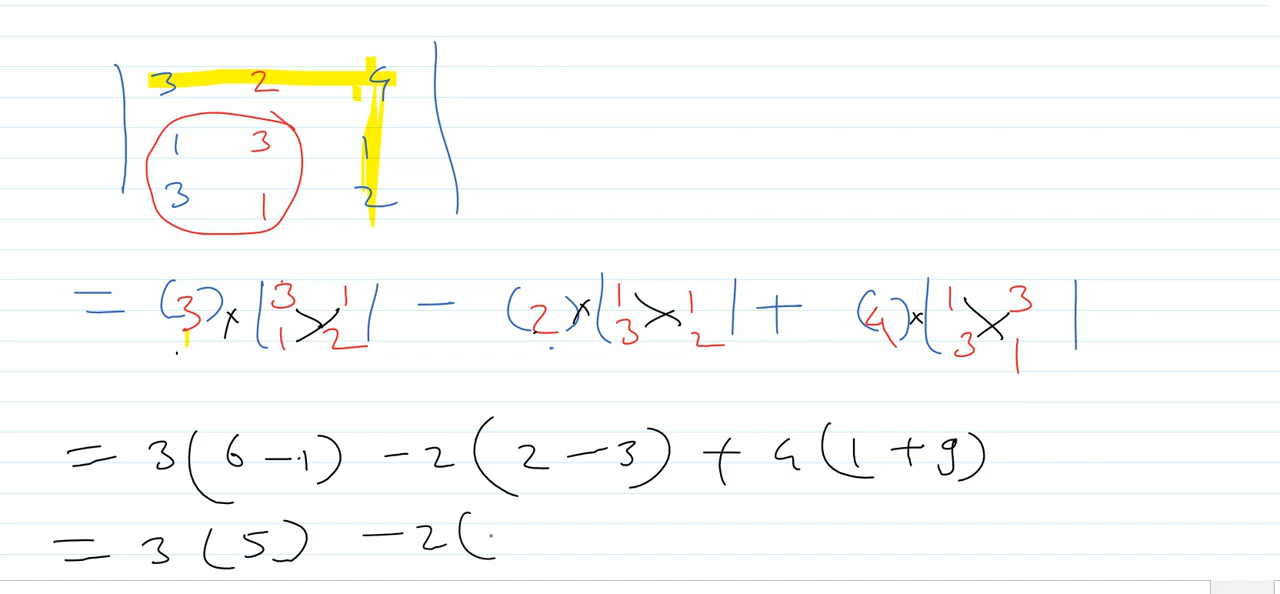 | 3 2 4 |
| 1 3 1 |
| 3 1 2 |
= (3) × | 3 1 | - (2) × | 1 1 | + (4) × | 1 3 |
| 1 2 | | 3 2 | | 3 1 |
= 3(6-1) -2(2-3) + 4(1+9)
= 3(5) -2(